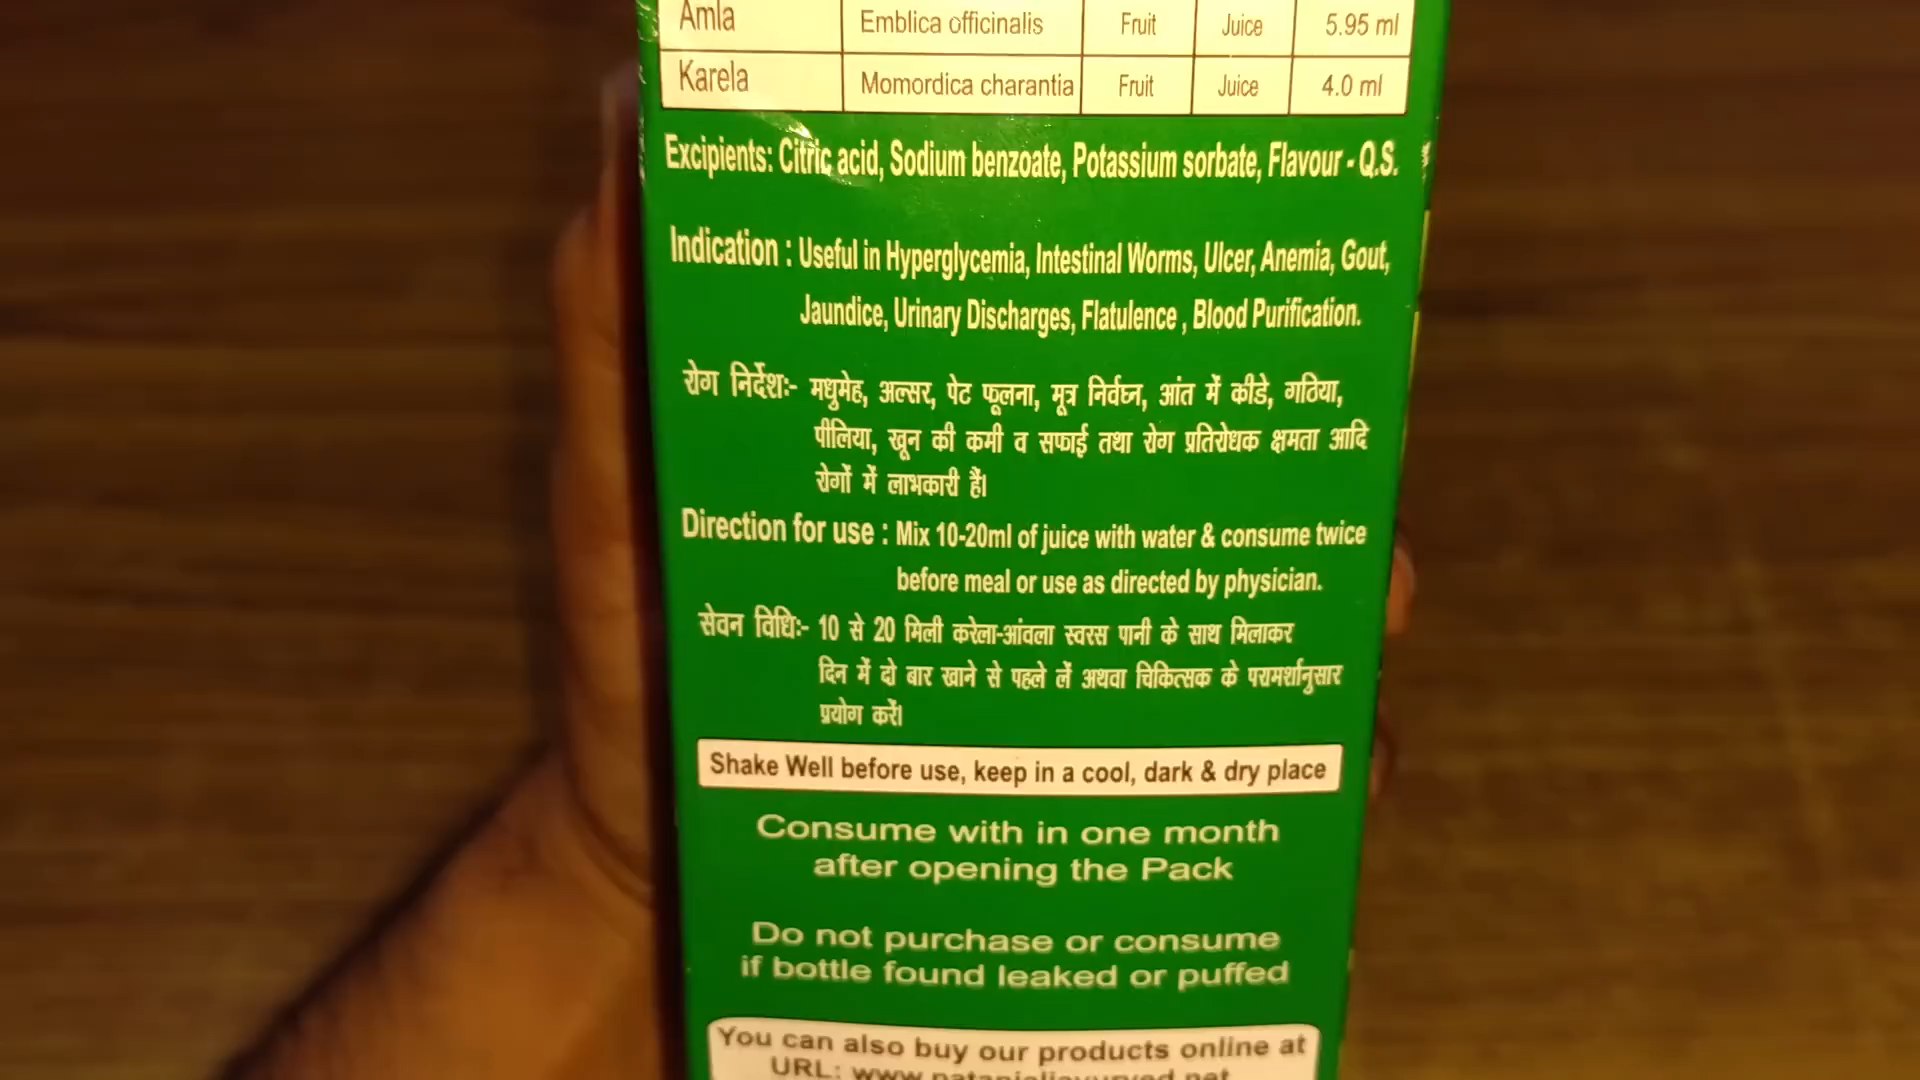 Amla Emblica officinalis Fruit Juice 5.95 ml
Karela Momordica charantia Fruit Juice 4.0 ml
Excipients: Citric acid, Sodium benzoate, Potassium sorbate, Flavour - Q.S.
Indication : Useful in Hyperglycemia, Intestinal Worms, Ulcer, Anemia, Gout,
Jaundice, Urinary Discharges, Flatulence , Blood Purification.
रोग निर्देशः- मधुमेह, अल्सर, पेट फूलना, मूत्र निर्वघ्न, आंत में कीडे, गठिया,
पीलिया, खून की कमी व सफाई तथा रोग प्रतिरोधक क्षमता आदि
रोगों में लाभकारी हैं।
Direction for use : Mix 10-20ml of juice with water & consume twice
before meal or use as directed by physician.
सेवन विधिः- 10 से 20 मिली करेला-आंवला स्वरस पानी के साथ मिलाकर
दिन में दो बार खाने से पहले लें अथवा चिकित्सक के परामर्शानुसार
प्रयोग करें।
Shake Well before use, keep in a cool, dark & dry place
Consume with in one month
after opening the Pack
Do not purchase or consume
if bottle found leaked or puffed
You can also buy our products online at
URL: www.patanjaliayurved.net